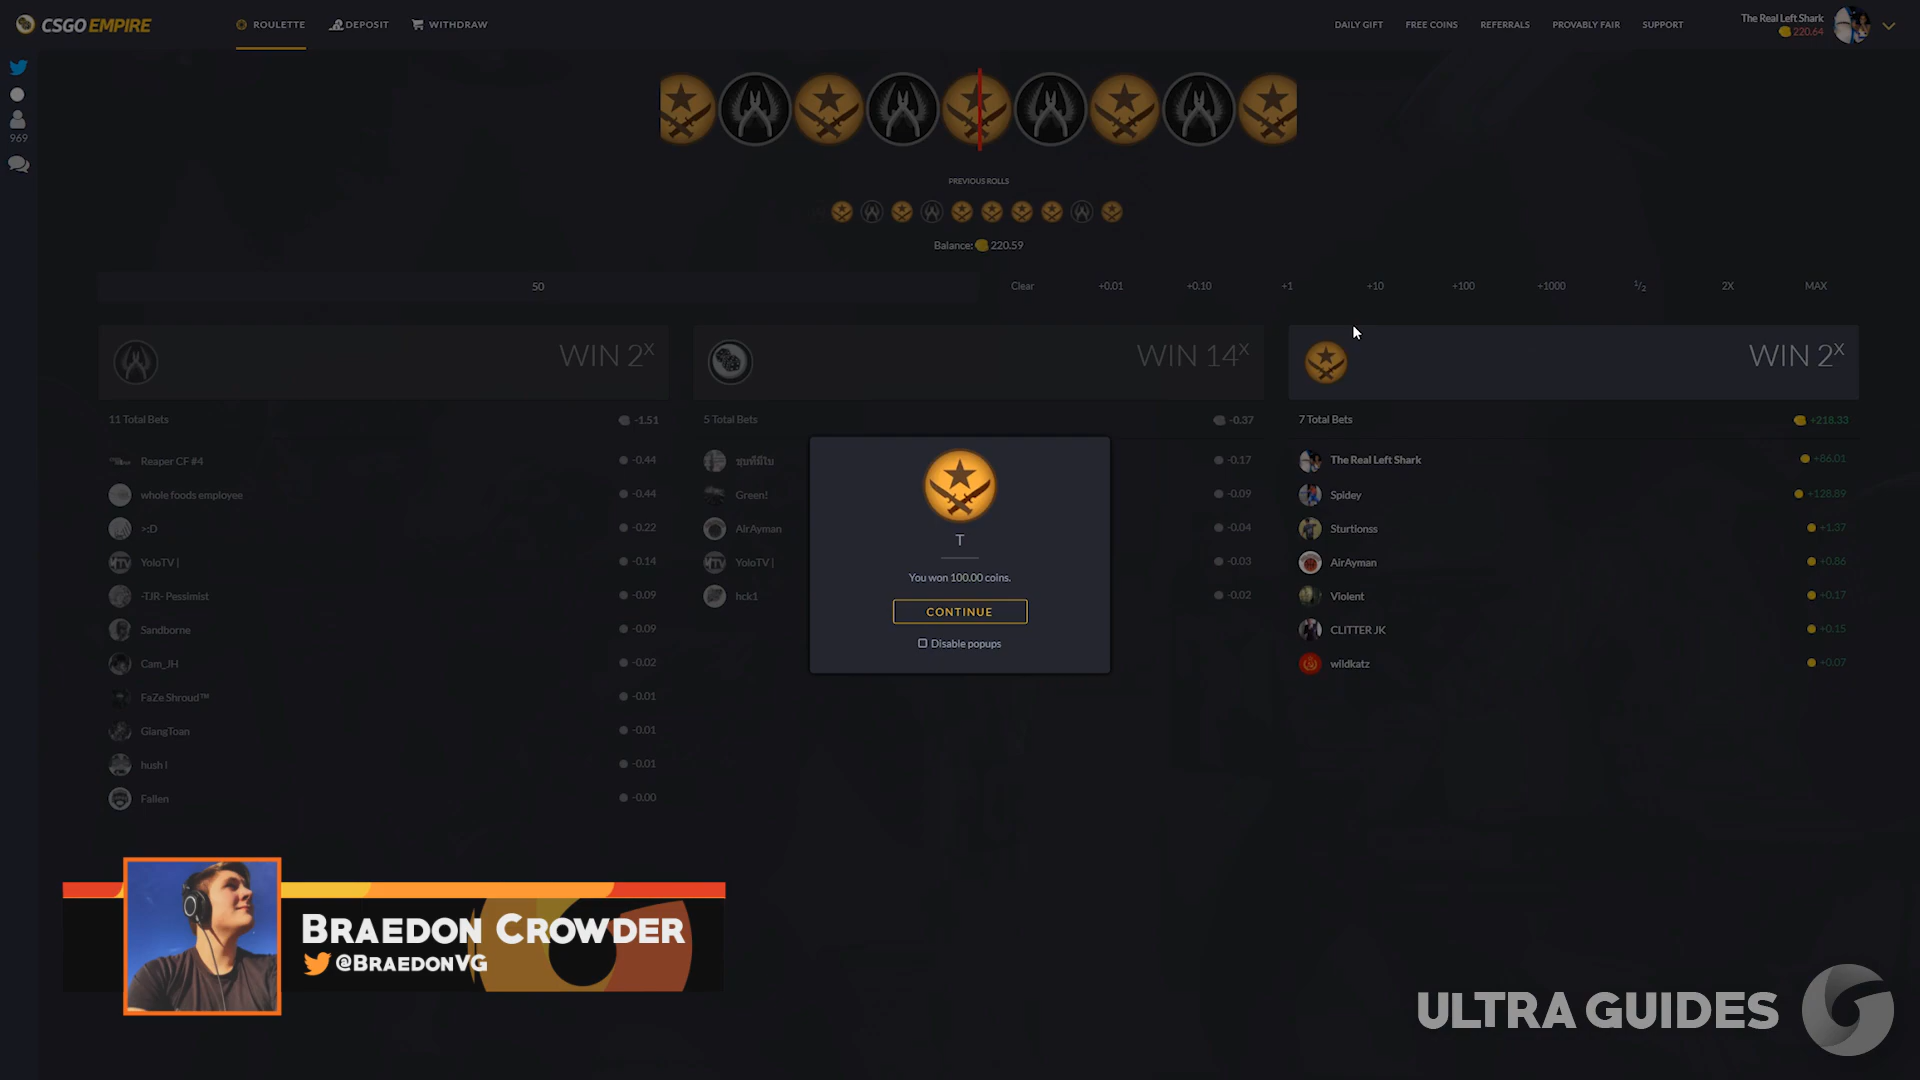 CSGOEMPIRE
ROULETTE
DEPOSIT
WITHDRAW
DAILY GIFT
FREE COINS
REFERRALS
PROVABLY FAIR
SUPPORT
The Real Left Shark
220.64
969
PREVIOUS ROLLS
Balance: 220.59
50
Clear
+0.01
+0.10
+1
+10
+100
+1000
1/2
2X
MAX
WIN 2X
11 Total Bets -1.51
Reaper CF #4 -0.44
whole foods employee -0.44
>:D -0.22
YoloTV | -0.14
-TJR- Pessimist -0.09
Sandborne -0.09
Cam_JH -0.02
FaZe Shroud™ -0.01
GiangToan -0.01
hush l -0.01
Fallen -0.00
WIN 14X
5 Total Bets -0.37
ชุบทีมีโบ -0.17
Green! -0.09
AirAyman -0.04
YoloTV | -0.03
hck1 -0.02
WIN 2X
7 Total Bets +218.33
The Real Left Shark +86.01
Spidey +128.89
Sturtionss +1.37
AirAyman +0.86
Violent +0.17
CLITTER JK +0.15
wildkatz +0.07
T
You won 100.00 coins.
CONTINUE
Disable popups
BRAEDON CROWDER
@BRAEDONVG
ULTRA GUIDES